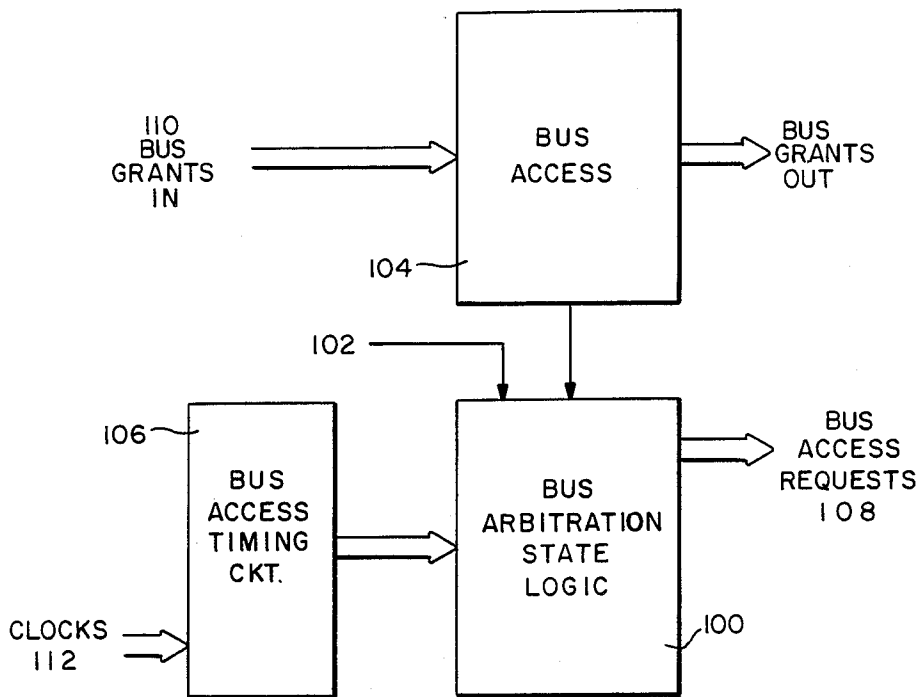 110
BUS
GRANTS
IN
BUS
ACCESS
BUS
GRANTS
OUT
104
102
106
BUS
ACCESS
TIMING
CKT.
BUS
ARBITRATION
STATE
LOGIC
BUS
ACCESS
REQUESTS
108
CLOCKS
112
100